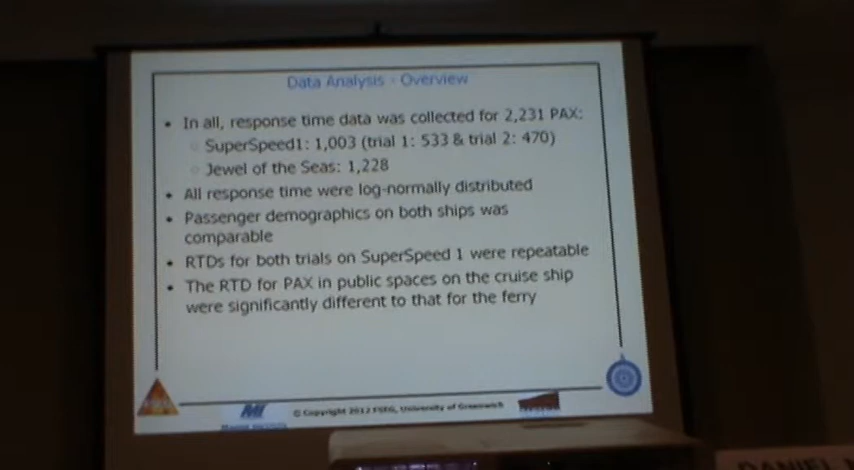 Data Analysis - Overview
• In all, response time data was collected for 2,231 PAX:
○ SuperSpeed1: 1,003 (trial 1: 533 & trial 2: 470)
○ Jewel of the Seas: 1,228
• All response time were log-normally distributed
• Passenger demographics on both ships was
comparable
• RTDs for both trials on SuperSpeed 1 were repeatable
• The RTD for PAX in public spaces on the cruise ship
were significantly different to that for the ferry
© Copyright 2012 FSEG, University of Greenwich
DANIEL